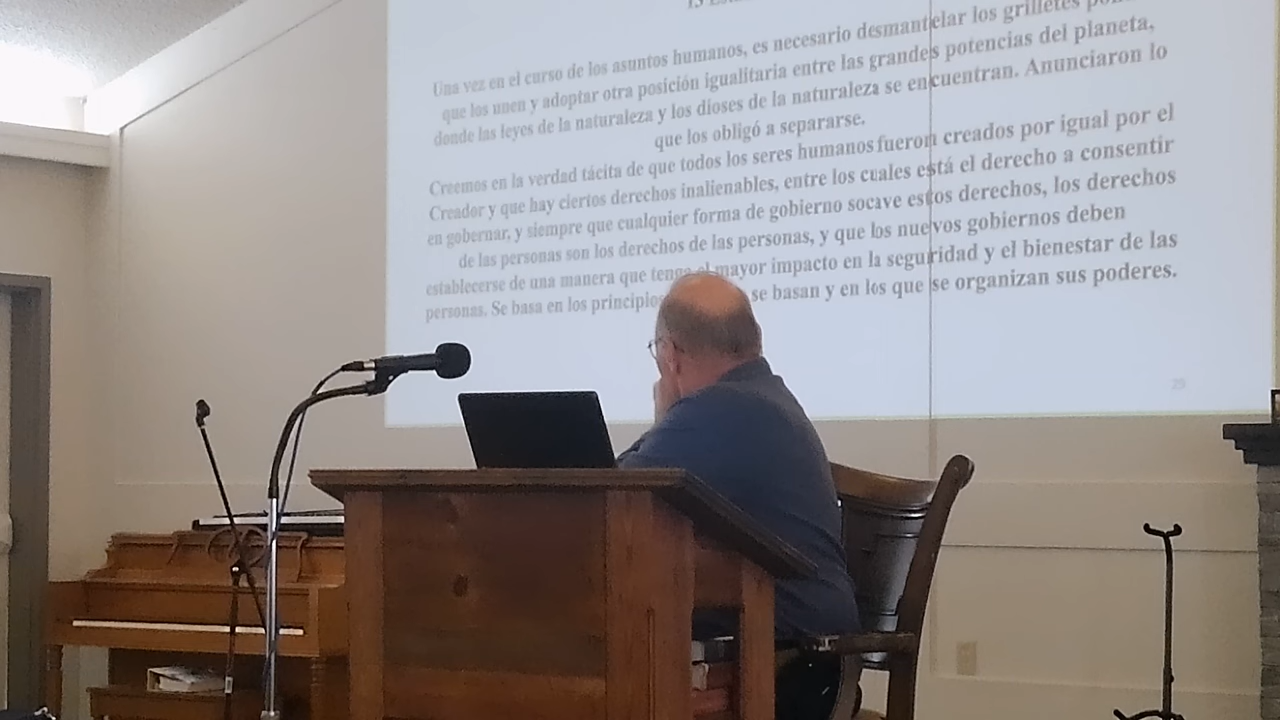 Una vez en el curso de los asuntos humanos, es necesario desmantelar los grilletes
que los unen y adoptar otra posición igualitaria entre las grandes potencias del planeta,
donde las leyes de la naturaleza y los dioses de la naturaleza se encuentran. Anunciaron lo
que los obligó a separarse.
Creemos en la verdad tácita de que todos los seres humanos fueron creados por igual por el
Creador y que hay ciertos derechos inalienables, entre los cuales está el derecho a consentir
en gobernar, y siempre que cualquier forma de gobierno socave estos derechos, los derechos
de las personas son los derechos de las personas, y que los nuevos gobiernos deben
establecerse de una manera que tenga el mayor impacto en la seguridad y el bienestar de las
personas. Se basa en los principios se basan y en los que se organizan sus poderes.